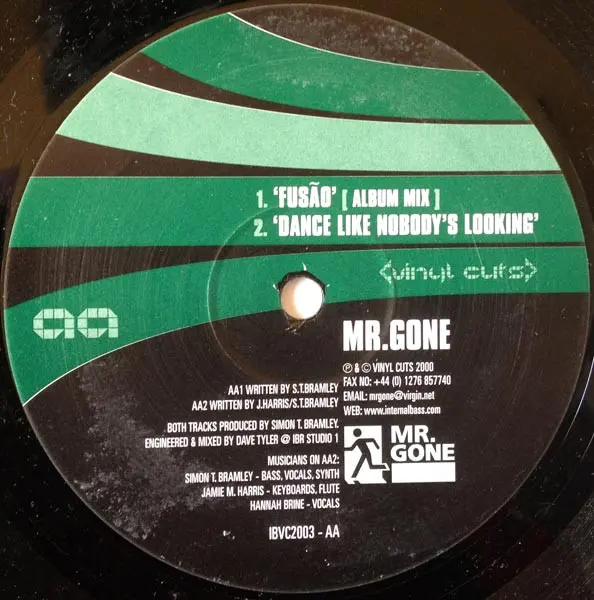 1. 'FUSÃO' [ ALBUM MIX ]
2. 'DANCE LIKE NOBODY'S LOOKING'
<vinyl cuts>
aa
MR.GONE
℗ & © VINYL CUTS 2000
FAX NO: +44 (0) 1276 857740
EMAIL: mrgone@virgin.net
WEB: www.internalbass.com
AA1 WRITTEN BY S.T.BRAMLEY
AA2 WRITTEN BY J.HARRIS/S.T.BRAMLEY
BOTH TRACKS PRODUCED BY SIMON T. BRAMLEY.
ENGINEERED & MIXED BY DAVE TYLER @ IBR STUDIO 1
MUSICIANS ON AA2:
SIMON T. BRAMLEY - BASS, VOCALS, SYNTH
JAMIE M. HARRIS - KEYBOARDS, FLUTE
HANNAH BRINE - VOCALS
MR.
GONE
IBVC2003 - AA